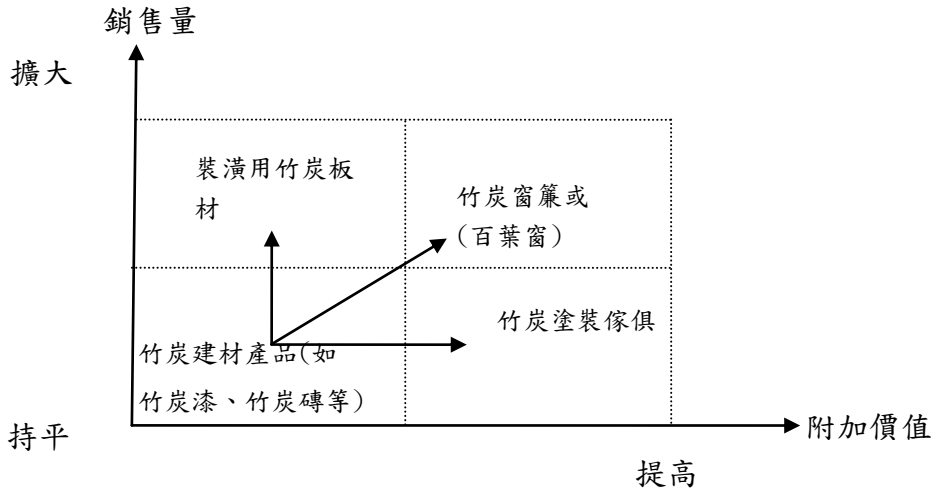 銷售量
擴大
裝潢用竹炭板
材
竹炭窗簾或
(百葉窗)
竹炭塗裝傢俱
竹炭建材產品(如
竹炭漆、竹炭磚等)
持平
附加價值
提高